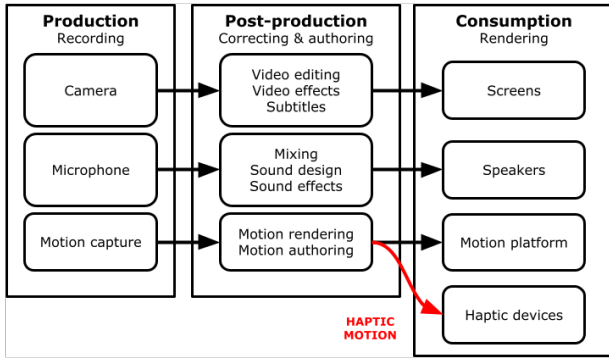 Production
Recording
Camera
Microphone
Motion capture
Post-production
Correcting & authoring
Video editing
Video effects
Subtitles
Mixing
Sound design
Sound effects
Motion rendering
Motion authoring
HAPTIC
MOTION
Consumption
Rendering
Screens
Speakers
Motion platform
Haptic devices